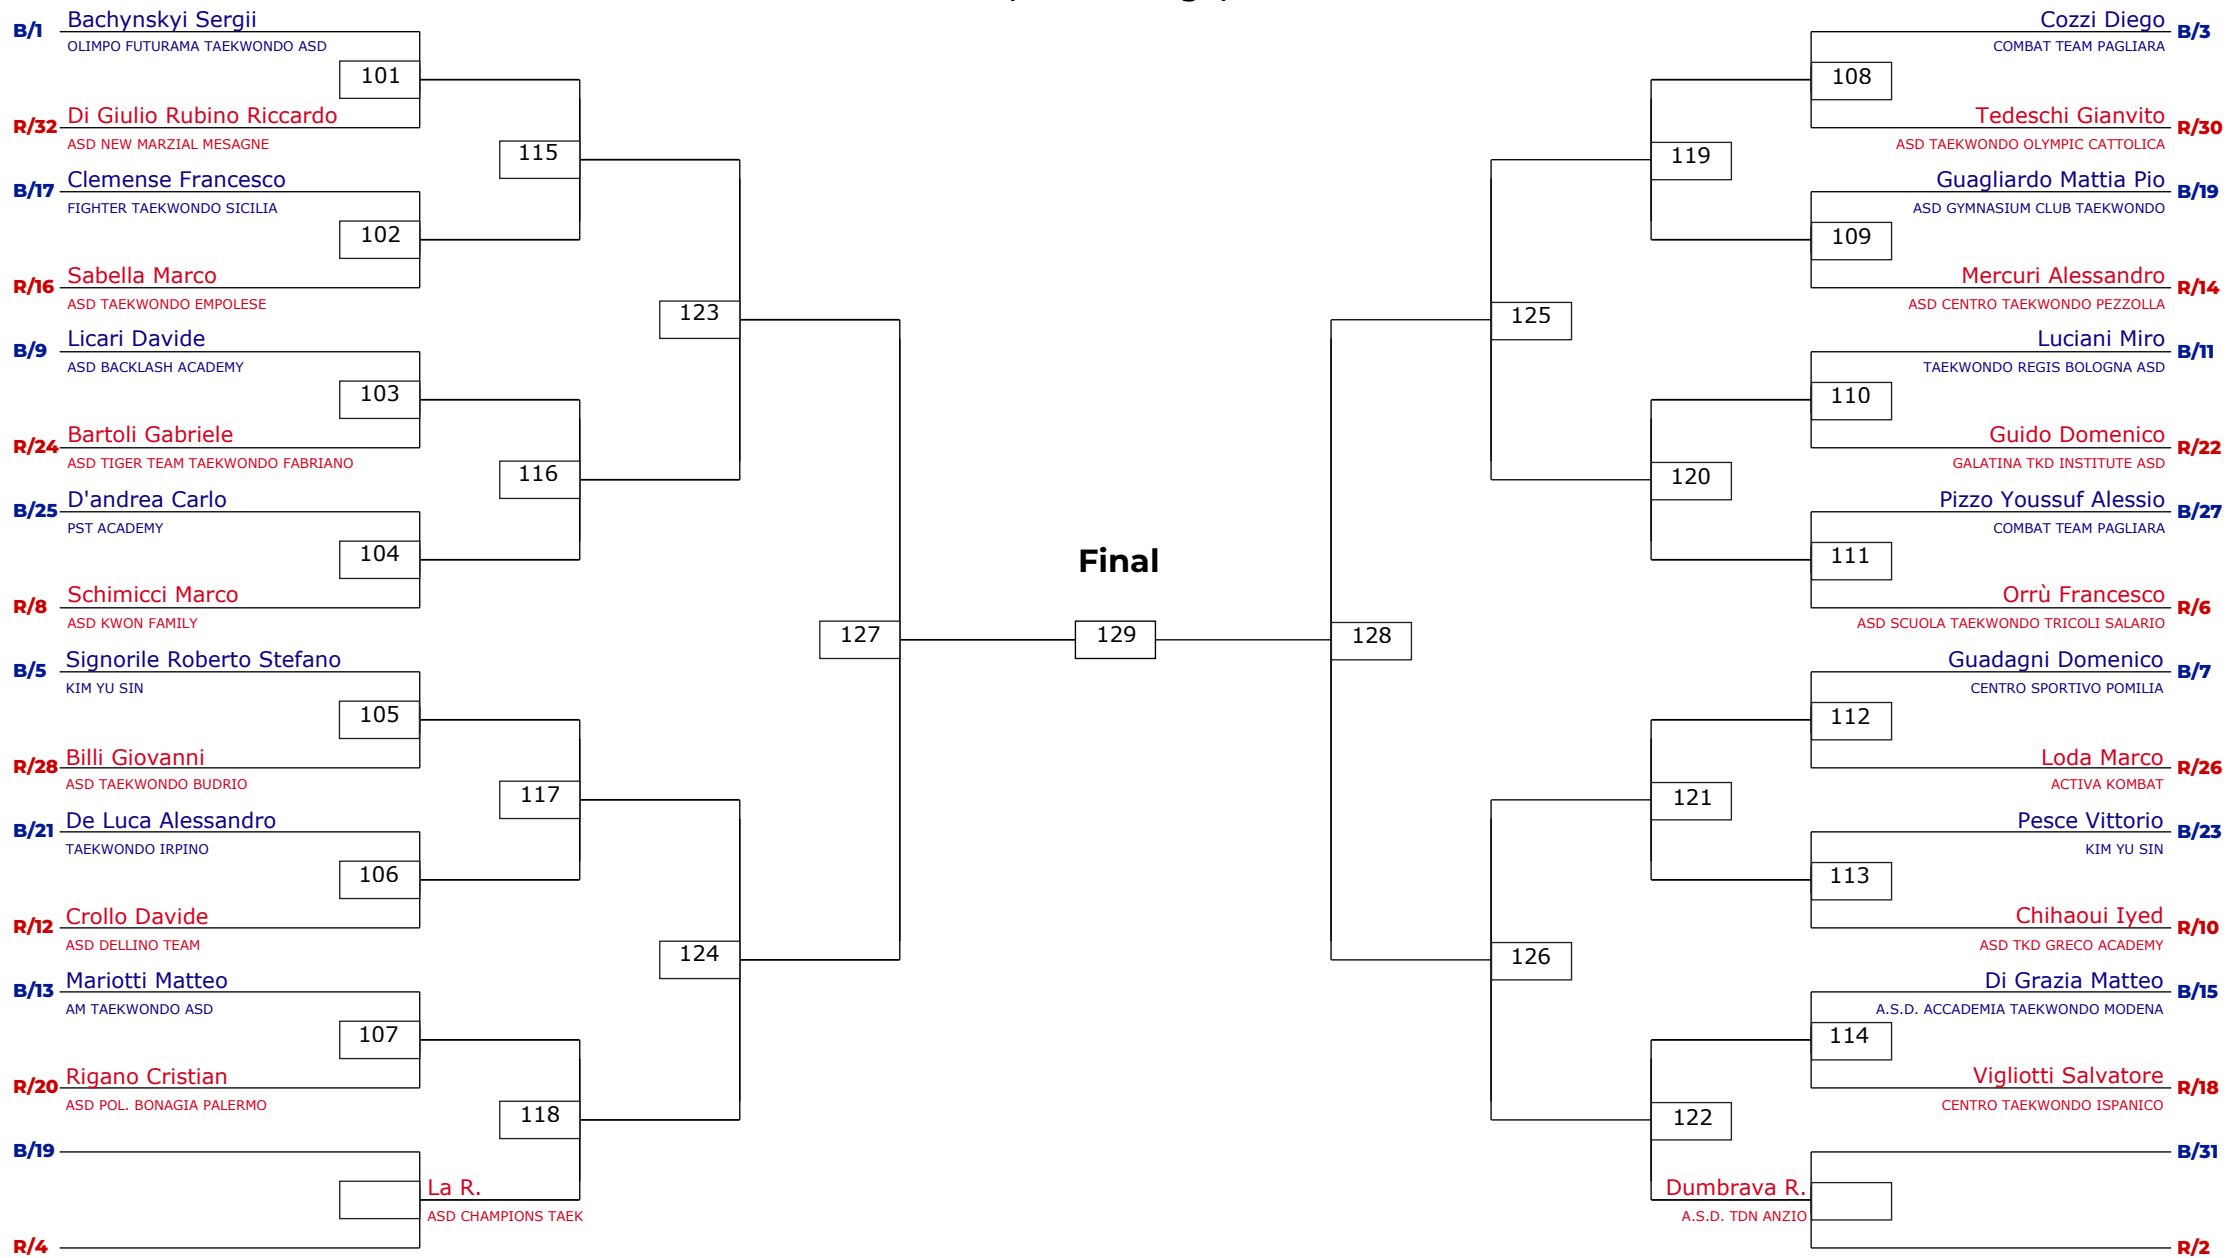 B/1 Bachynskyi Sergii
OLIMPO FUTURAMA TAEKWONDO ASD
101
R/32 Di Giulio Rubino Riccardo
ASD NEW MARZIAL MESAGNE
115
B/17 Clemense Francesco
FIGHTER TAEKWONDO SICILIA
102
R/16 Sabella Marco
ASD TAEKWONDO EMPOLESE
123
B/9 Licari Davide
ASD BACKLASH ACADEMY
103
R/24 Bartoli Gabriele
ASD TIGER TEAM TAEKWONDO FABRIANO
116
B/25 D'andrea Carlo
PST ACADEMY
104
R/8 Schimicci Marco
ASD KWON FAMILY
127
B/5 Signorile Roberto Stefano
KIM YU SIN
105
R/28 Billi Giovanni
ASD TAEKWONDO BUDRIO
117
B/21 De Luca Alessandro
TAEKWONDO IRPINO
106
R/12 Crollo Davide
ASD DELLINO TEAM
124
B/13 Mariotti Matteo
AM TAEKWONDO ASD
107
R/20 Rigano Cristian
ASD POL. BONAGIA PALERMO
118
B/19
La R.
ASD CHAMPIONS TAEK
R/4
Final
129
Cozzi Diego B/3
COMBAT TEAM PAGLIARA
108
Tedeschi Gianvito R/30
ASD TAEKWONDO OLYMPIC CATTOLICA
119
Guagliardo Mattia Pio B/19
ASD GYMNASIUM CLUB TAEKWONDO
109
Mercuri Alessandro R/14
ASD CENTRO TAEKWONDO PEZZOLLA
125
Luciani Miro B/11
TAEKWONDO REGIS BOLOGNA ASD
110
Guido Domenico R/22
GALATINA TKD INSTITUTE ASD
120
Pizzo Youssuf Alessio B/27
COMBAT TEAM PAGLIARA
111
Orrù Francesco R/6
ASD SCUOLA TAEKWONDO TRICOLI SALARIO
128
Guadagni Domenico B/7
CENTRO SPORTIVO POMILIA
112
Loda Marco R/26
ACTIVA KOMBAT
121
Pesce Vittorio B/23
KIM YU SIN
113
Chihaoui Iyed R/10
ASD TKD GRECO ACADEMY
126
Di Grazia Matteo B/15
A.S.D. ACCADEMIA TAEKWONDO MODENA
114
Vigliotti Salvatore R/18
CENTRO TAEKWONDO ISPANICO
122
B/31
Dumbrava R.
A.S.D. TDN ANZIO
R/2